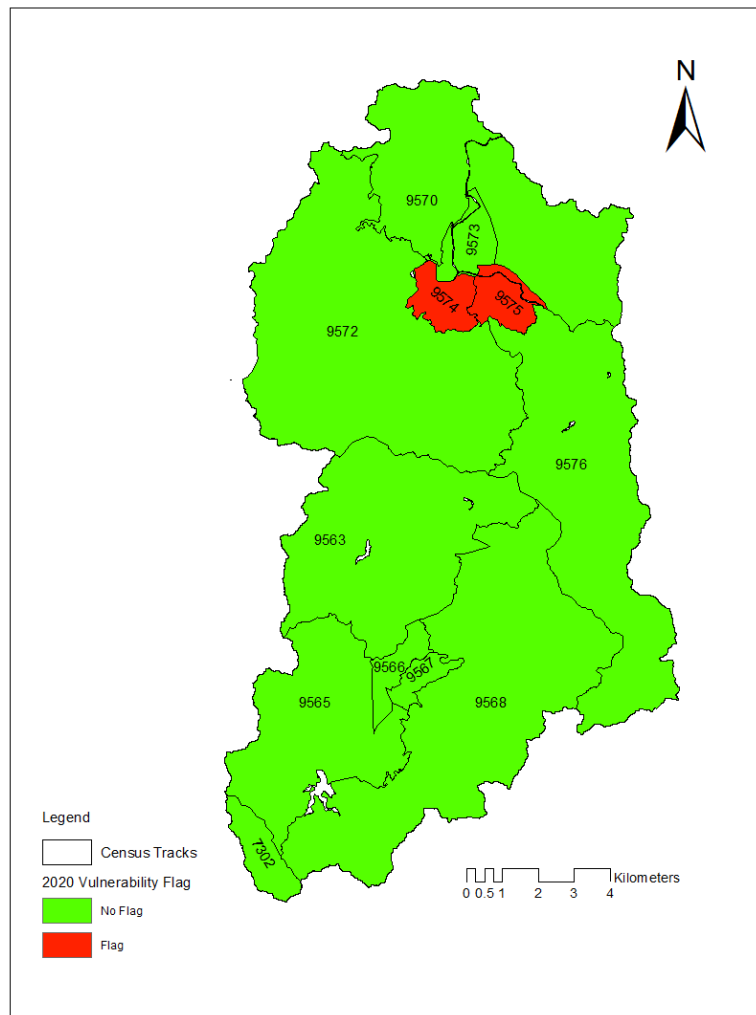 N
9570
9573
9574
9575
9572
9576
9563
9566
9567
9565
9568
7302
Legend
Census Tracks
2020 Vulnerability Flag
No Flag
Flag
Kilometers
0 0.5 1 2 3 4